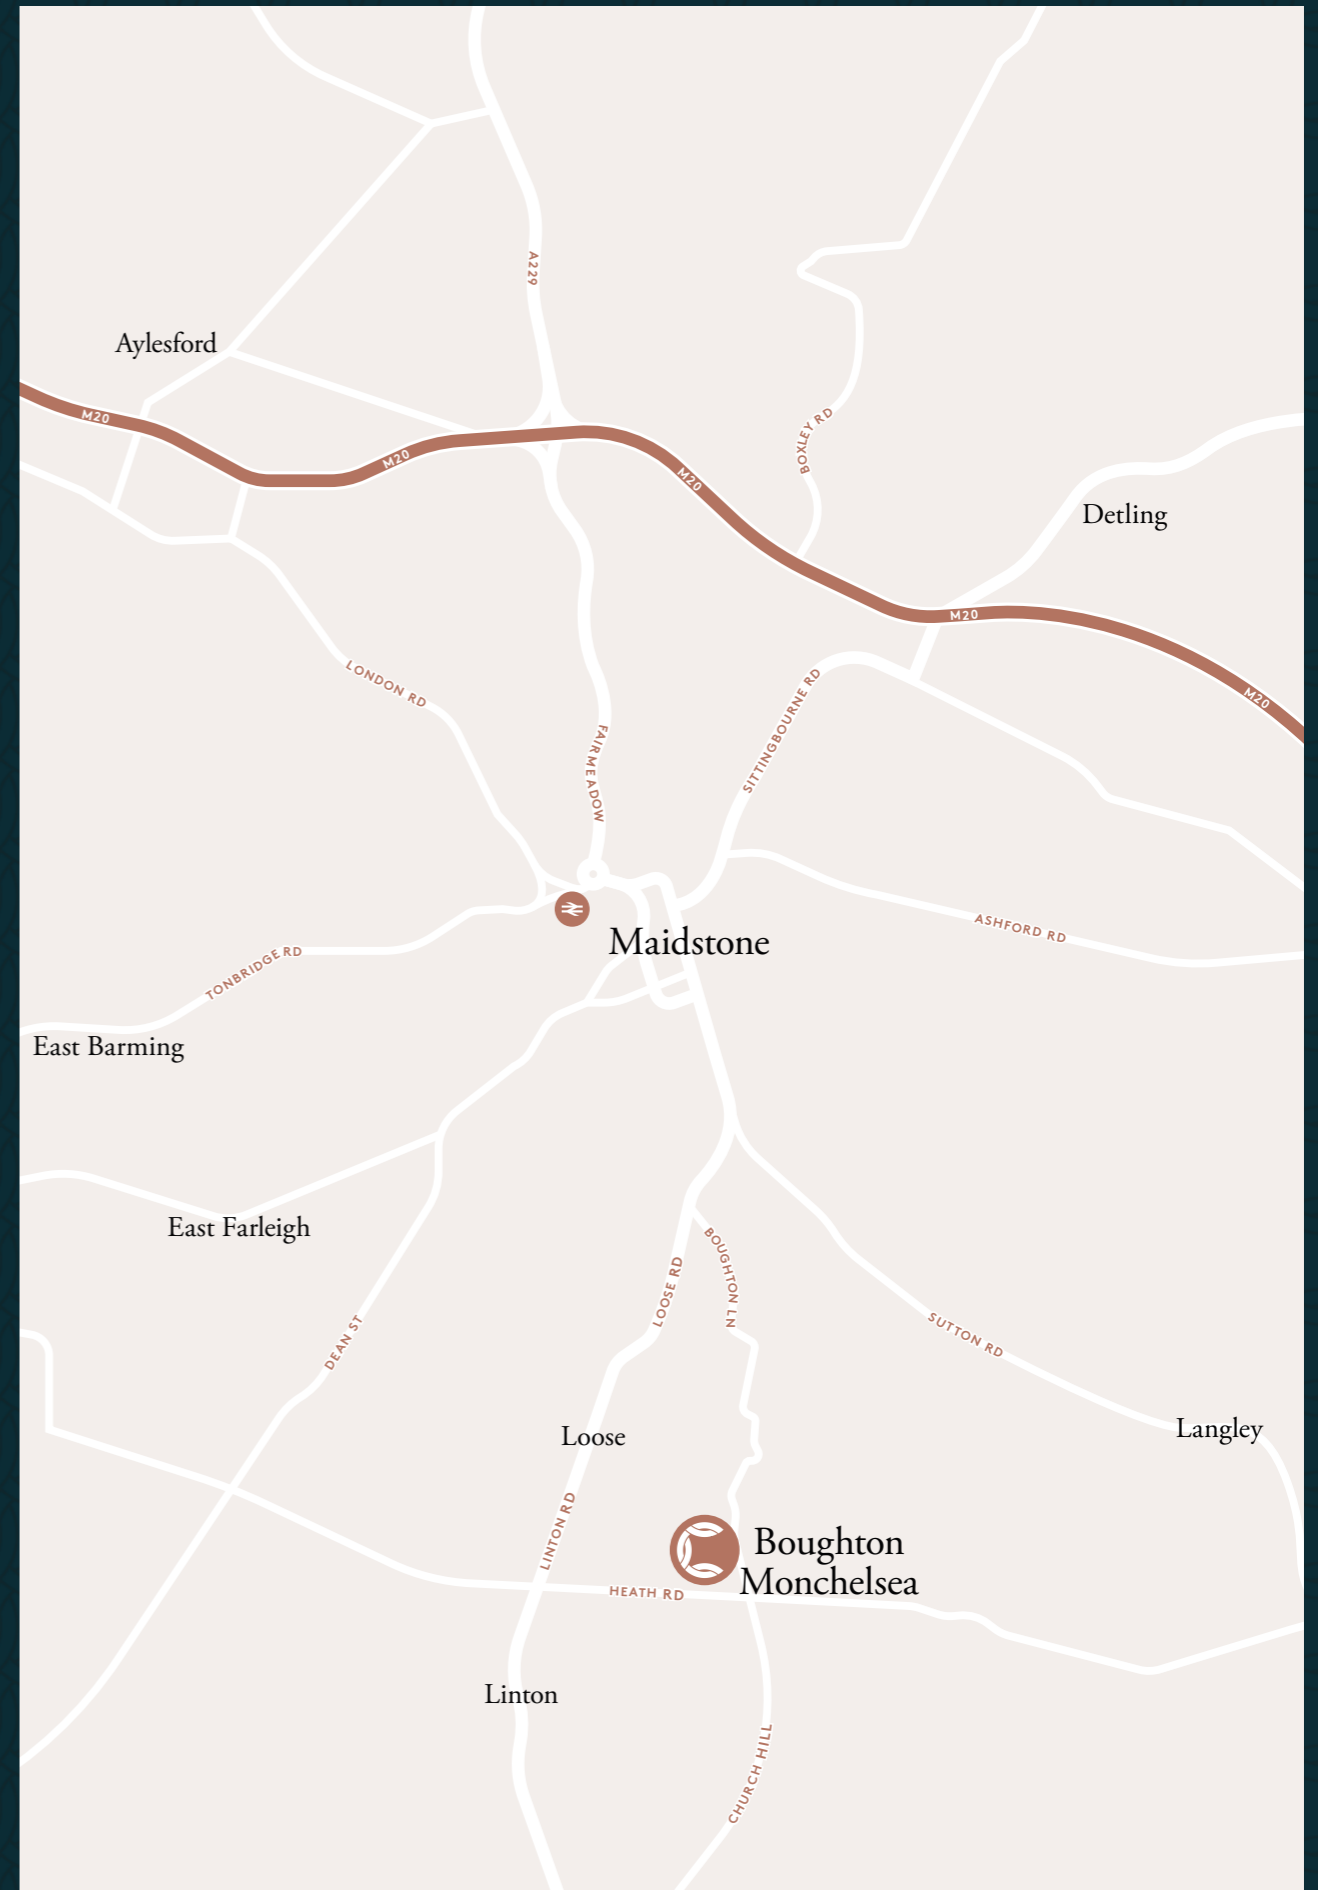 A229
Aylesford
M20
M20
BOXLEY RD
M20
Detling
M20
LONDON RD
SITTINGBOURNE RD
M20
FAIRMEADOW
ASHFORD RD
Maidstone
TONBRIDGE RD
East Barming
East Farleigh
BOUGHTON LN
LOOSE RD
DEAN ST
SUTTON RD
Loose
Langley
LINTON RD
Boughton
Monchelsea
HEATH RD
Linton
CHURCH HILL